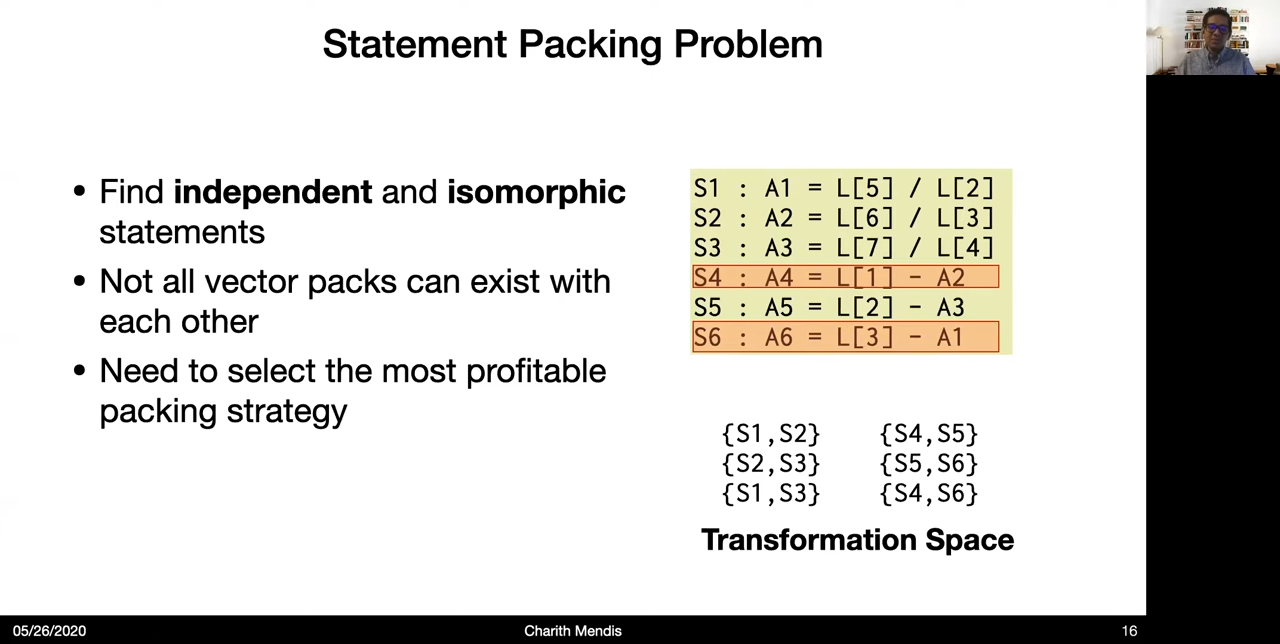 Statement Packing Problem
• Find independent and isomorphic
statements
• Not all vector packs can exist with
each other
• Need to select the most profitable
packing strategy
S1 : A1 = L[5] / L[2]
S2 : A2 = L[6] / L[3]
S3 : A3 = L[7] / L[4]
S4 : A4 = L[1] - A2
S5 : A5 = L[2] - A3
S6 : A6 = L[3] - A1
{S1,S2} {S4,S5}
{S2,S3} {S5,S6}
{S1,S3} {S4,S6}
Transformation Space
05/26/2020 Charith Mendis 16